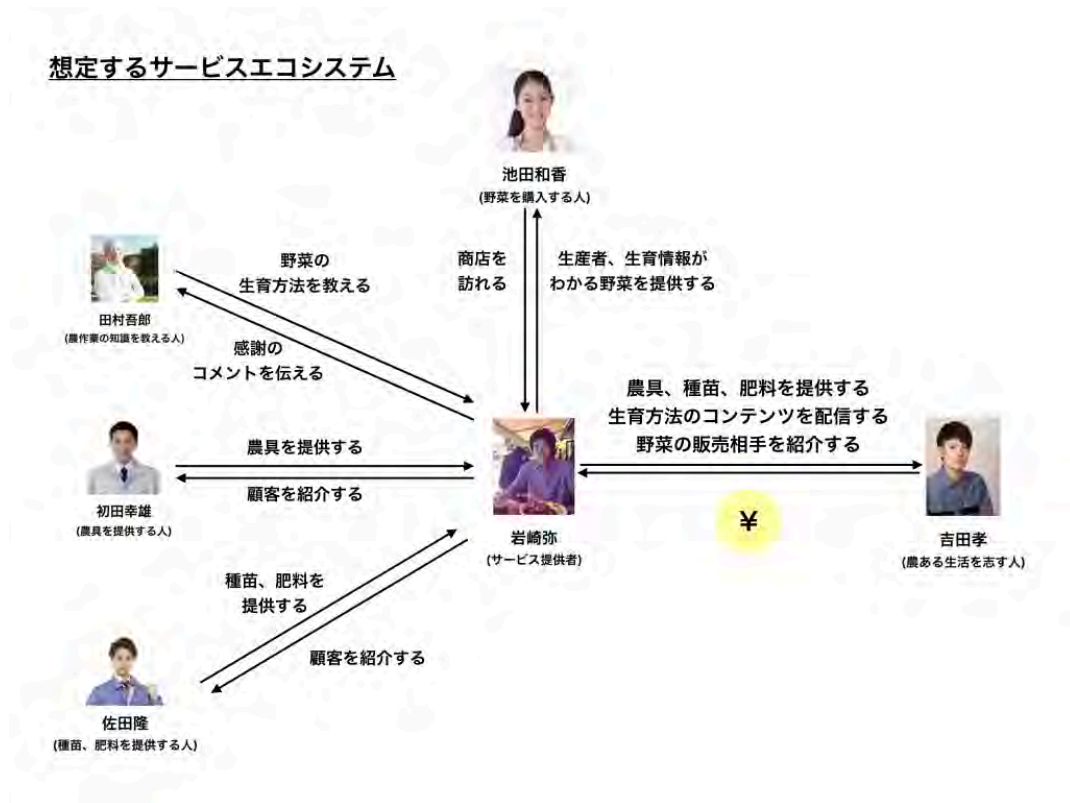 想定するサービスエコシステム
池田和香
(野菜を購入する人)
商店を
訪れる
生産者、生育情報が
わかる野菜を提供する
野菜の
生育方法を教える
田村吾郎
(農作業の知識を教える人)
感謝の
コメントを伝える
農具、種苗、肥料を提供する
生育方法のコンテンツを配信する
野菜の販売相手を紹介する
農具を提供する
顧客を紹介する
初田幸雄
(農具を提供する人)
岩崎弥
(サービス提供者)
¥
吉田孝
(農ある生活を志す人)
種苗、肥料を
提供する
顧客を紹介する
佐田隆
(種苗、肥料を提供する人)